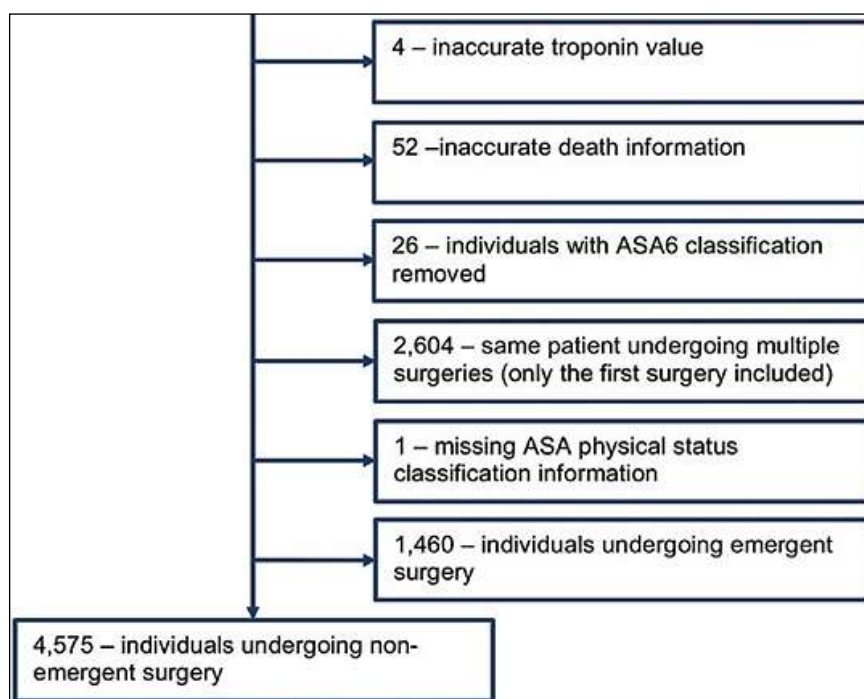 4 – inaccurate troponin value
52 –inaccurate death information
26 – individuals with ASA6 classification
removed
2,604 – same patient undergoing multiple
surgeries (only the first surgery included)
1 – missing ASA physical status
classification information
1,460 – individuals undergoing emergent
surgery
4,575 – individuals undergoing non-
emergent surgery